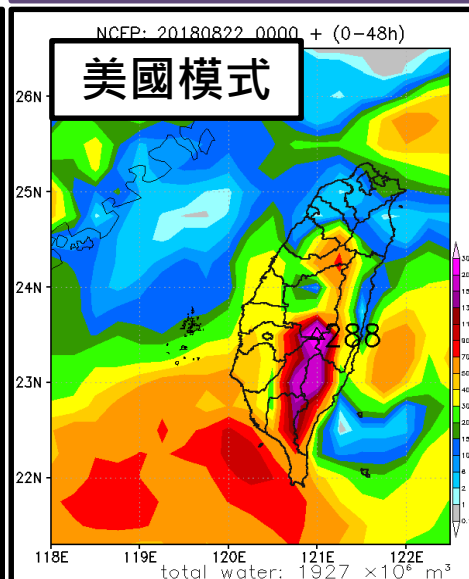 NCEP: 20180822 0000 + (0-48h)
美國模式
26N
25N
24N
23N
22N
288
118E 119E 120E 121E 122E
total water: 1927 ×10⁶ m³